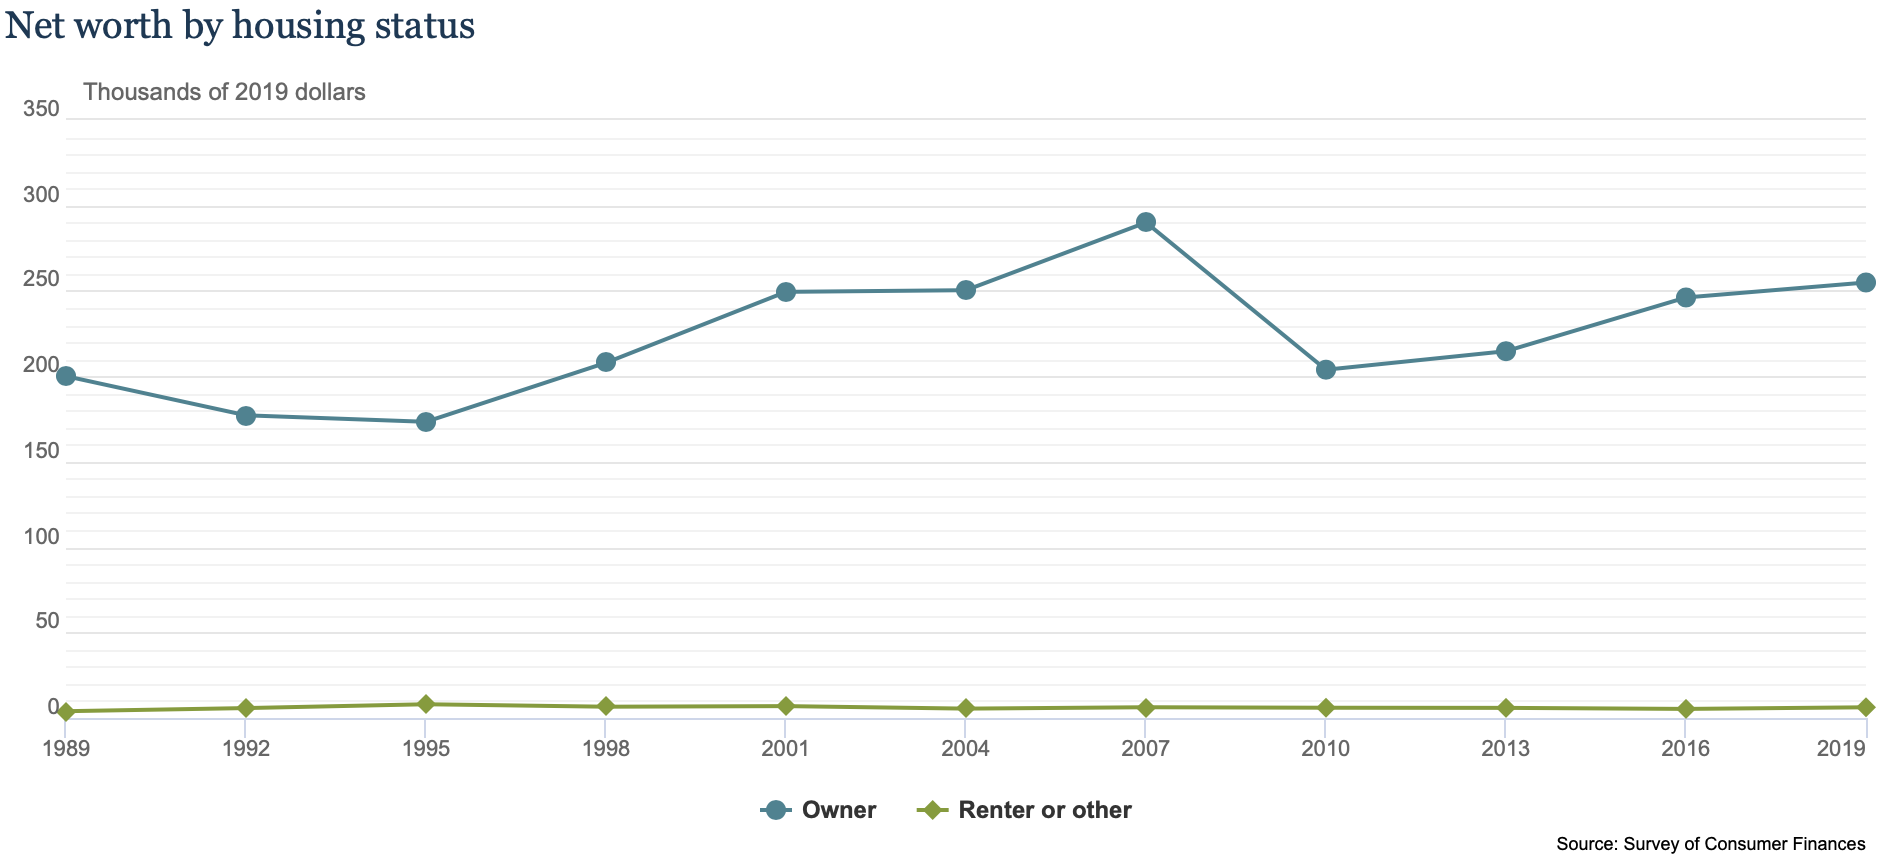 Net worth by housing status
Thousands of 2019 dollars
350
300
250
200
150
100
50
0
1989 1992 1995 1998 2001 2004 2007 2010 2013 2016 2019
Owner Renter or other
Source: Survey of Consumer Finances